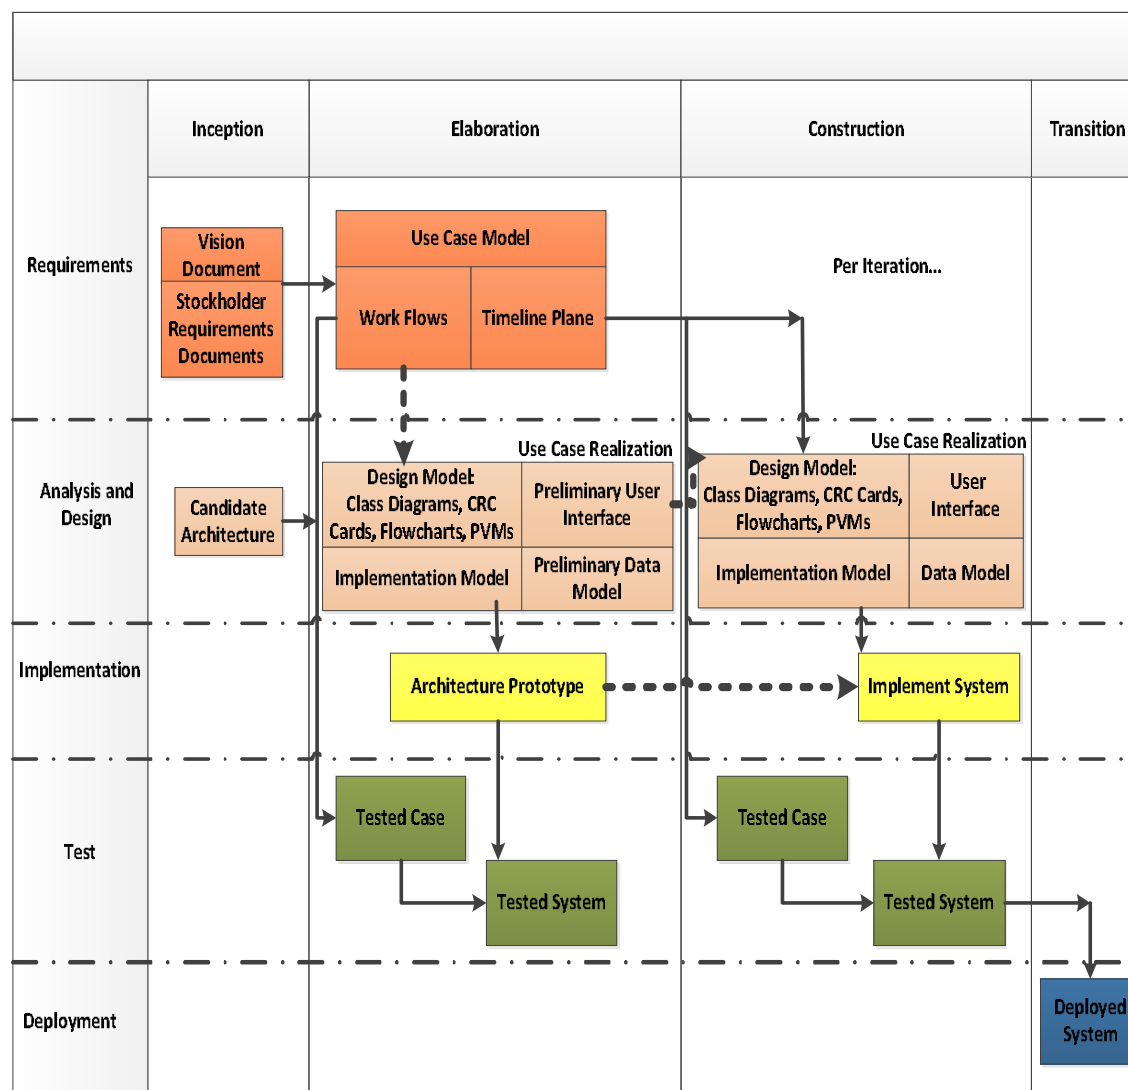 Inception
Elaboration
Construction
Transition
Requirements
Vision
Document
Stockholder
Requirements
Documents
Use Case Model
Work Flows
Timeline Plane
Per Iteration...
Analysis and
Design
Candidate
Architecture
Use Case Realization
Design Model:
Class Diagrams, CRC
Cards, Flowcharts, PVMs
Preliminary User
Interface
Implementation Model
Preliminary Data
Model
Use Case Realization
Design Model:
Class Diagrams, CRC Cards,
Flowcharts, PVMs
User
Interface
Implementation Model
Data Model
Implementation
Architecture Prototype
Implement System
Test
Tested Case
Tested System
Tested Case
Tested System
Deployment
Deployed
System